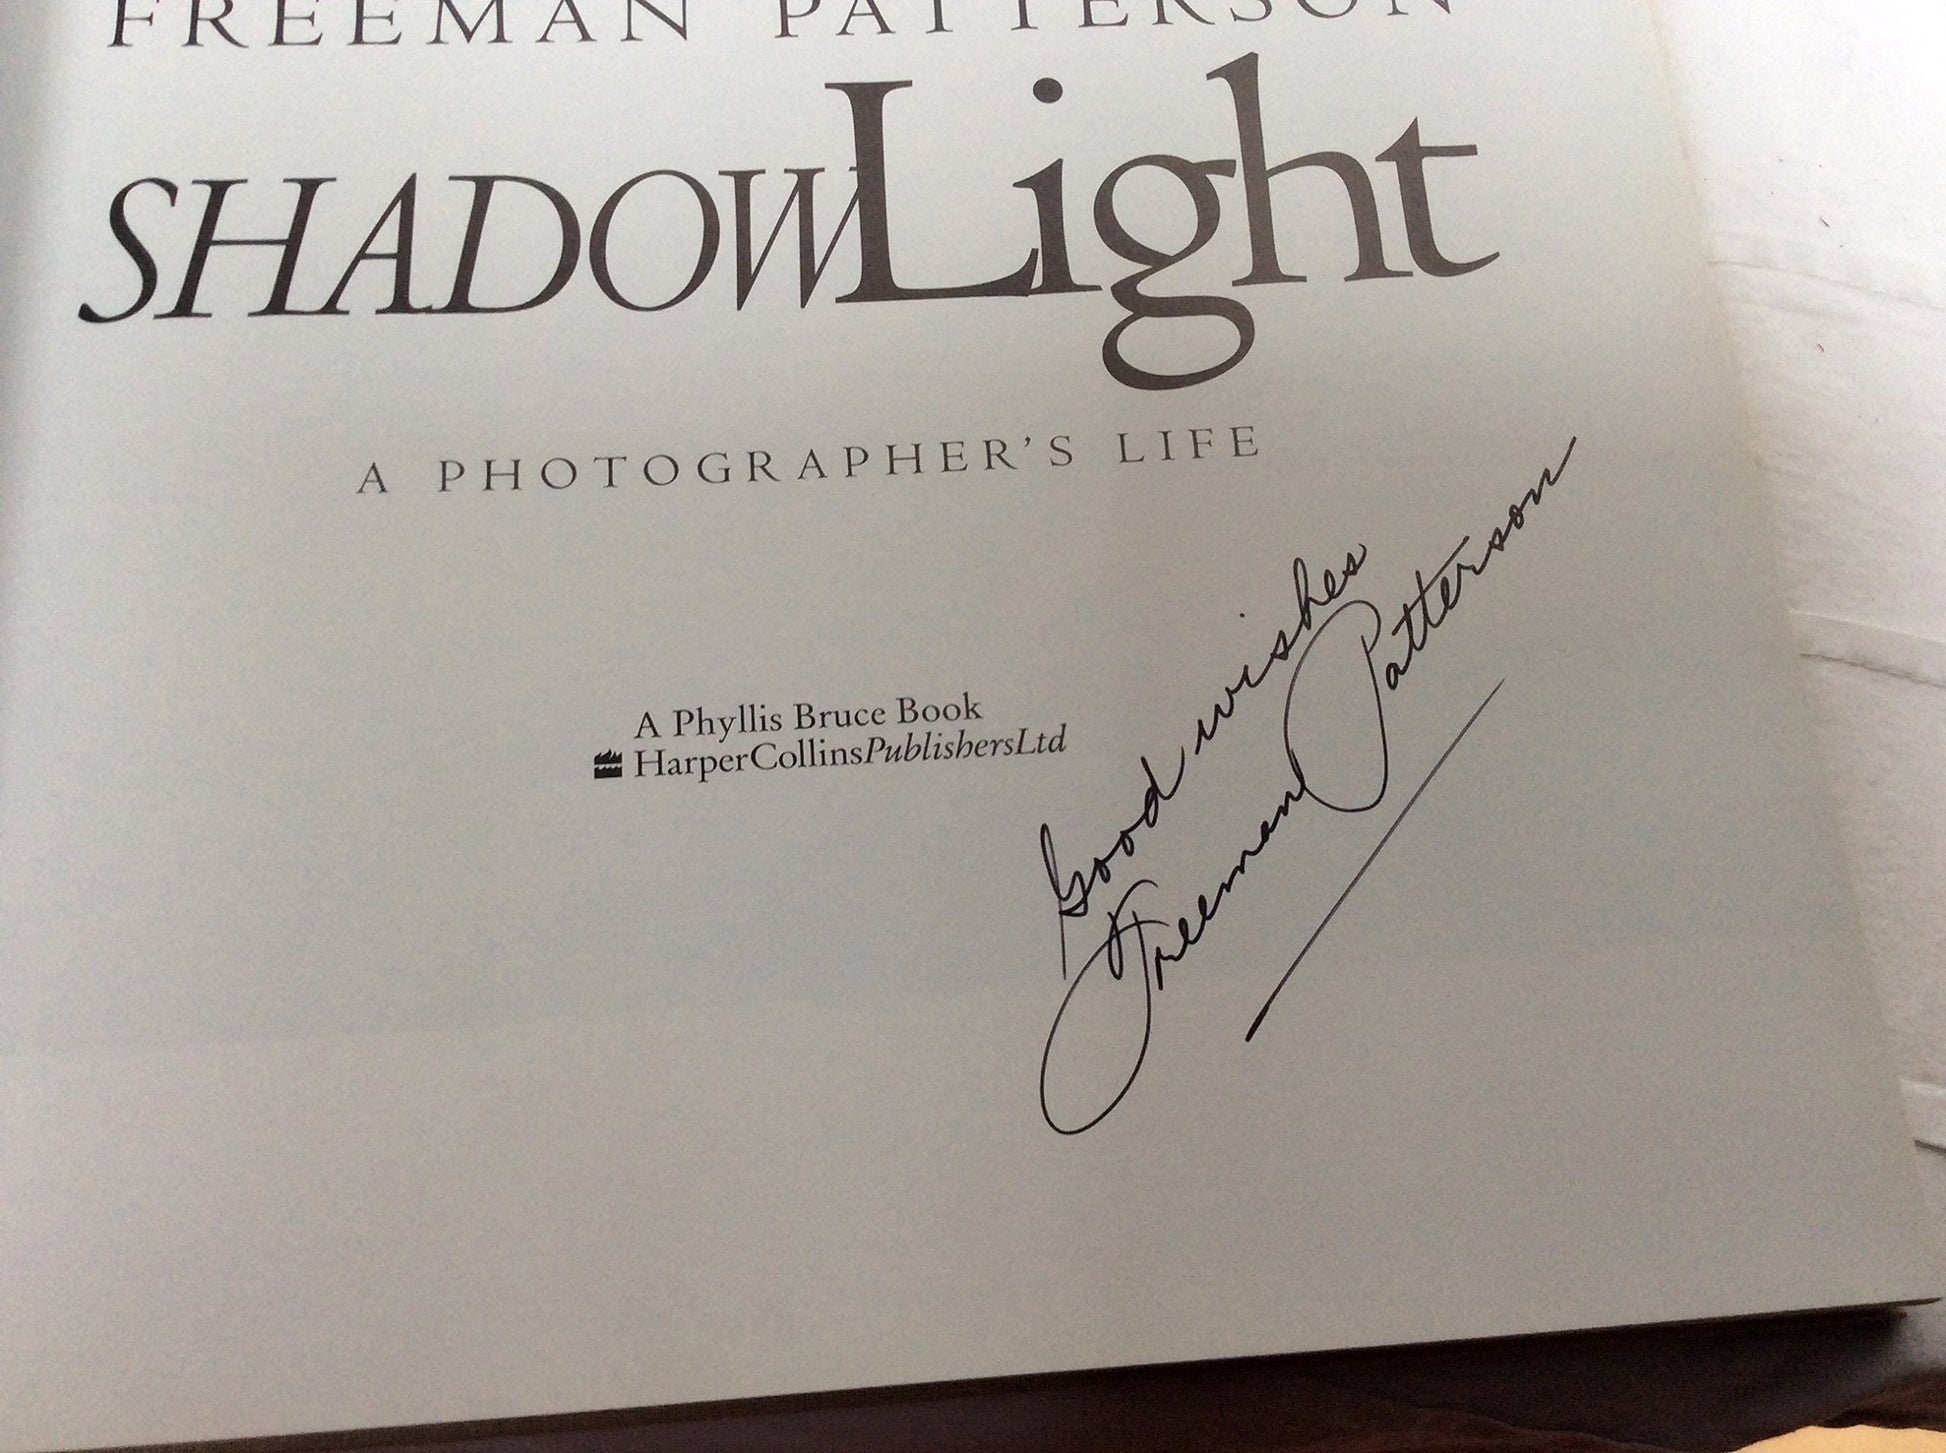 FREEMAN PATTERSON
SHADOWLight
A PHOTOGRAPHER'S LIFE
A Phyllis Bruce Book
HarperCollinsPublishersLtd
Good wishes
Freeman Patterson